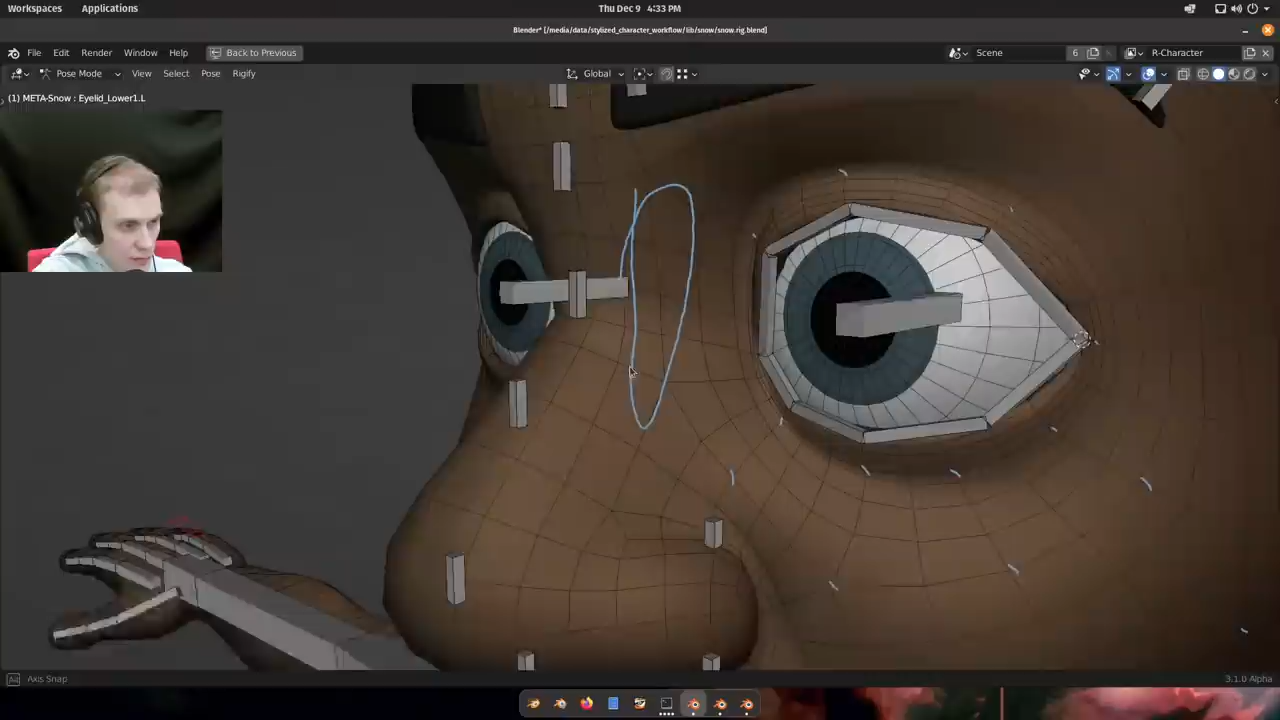 Workspaces Applications Thu Dec 9 4:33 PM
Blender* [/media/data/stylized_character_workflow/lib/snow/snow.rig.blend]
File Edit Render Window Help Back to Previous Scene 6 R-Character
Pose Mode View Select Pose Rigify Global
(1) META-Snow : Eyelid_Lower1.L
Axis Snap 3.1.0 Alpha